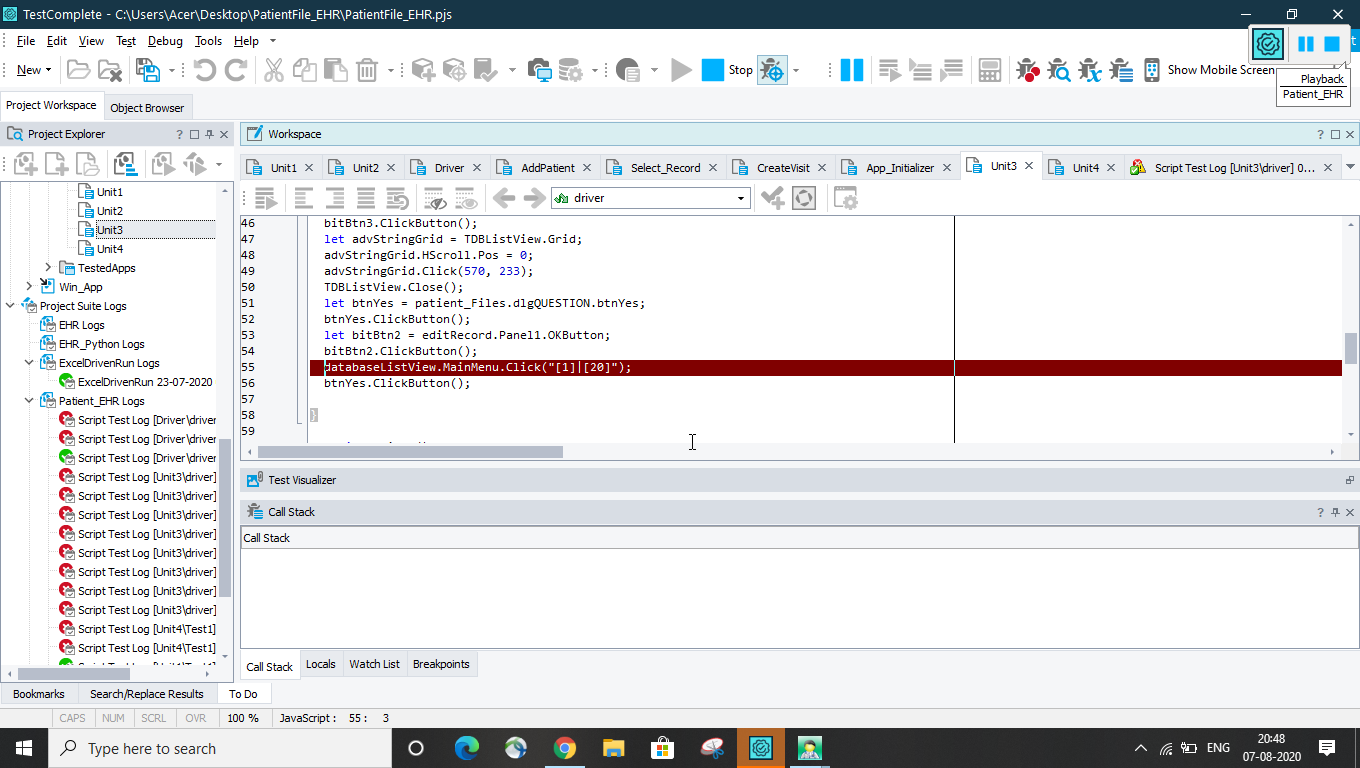 TestComplete - C:\Users\Acer\Desktop\PatientFile_EHR\PatientFile_EHR.pjs
File Edit View Test Debug Tools Help
New
Stop
Show Mobile Screen
Playback
Patient_EHR
Project Workspace
Object Browser
Project Explorer
Unit1
Unit2
Unit3
Unit4
TestedApps
Win_App
Project Suite Logs
EHR Logs
EHR_Python Logs
ExcelDrivenRun Logs
ExcelDrivenRun 23-07-2020
Patient_EHR Logs
Script Test Log [Driver\driver
Script Test Log [Driver\driver
Script Test Log [Driver\driver
Script Test Log [Unit3\driver]
Script Test Log [Unit3\driver]
Script Test Log [Unit3\driver]
Script Test Log [Unit3\driver]
Script Test Log [Unit3\driver]
Script Test Log [Unit3\driver]
Script Test Log [Unit3\driver]
Script Test Log [Unit3\driver]
Script Test Log [Unit4\Test1]
Script Test Log [Unit4\Test1]
Script Test Log [Unit1\Test1]
Workspace
Unit1
Unit2
Driver
AddPatient
Select_Record
CreateVisit
App_Initializer
Unit3
Unit4
Script Test Log [Unit3\driver] 0...
driver
46 bitBtn3.ClickButton();
47 let advStringGrid = TDBListView.Grid;
48 advStringGrid.HScroll.Pos = 0;
49 advStringGrid.Click(570, 233);
50 TDBListView.Close();
51 let btnYes = patient_Files.dlgQUESTION.btnYes;
52 btnYes.ClickButton();
53 let bitBtn2 = editRecord.Panel1.OKButton;
54 bitBtn2.ClickButton();
55 databaseListView.MainMenu.Click("[1]|[20]");
56 btnYes.ClickButton();
57
58 }
59
Test Visualizer
Call Stack
Call Stack
Call Stack
Locals
Watch List
Breakpoints
Bookmarks
Search/Replace Results
To Do
CAPS NUM SCRL OVR 100 % JavaScript : 55 : 3
Type here to search
ENG
20:48
07-08-2020